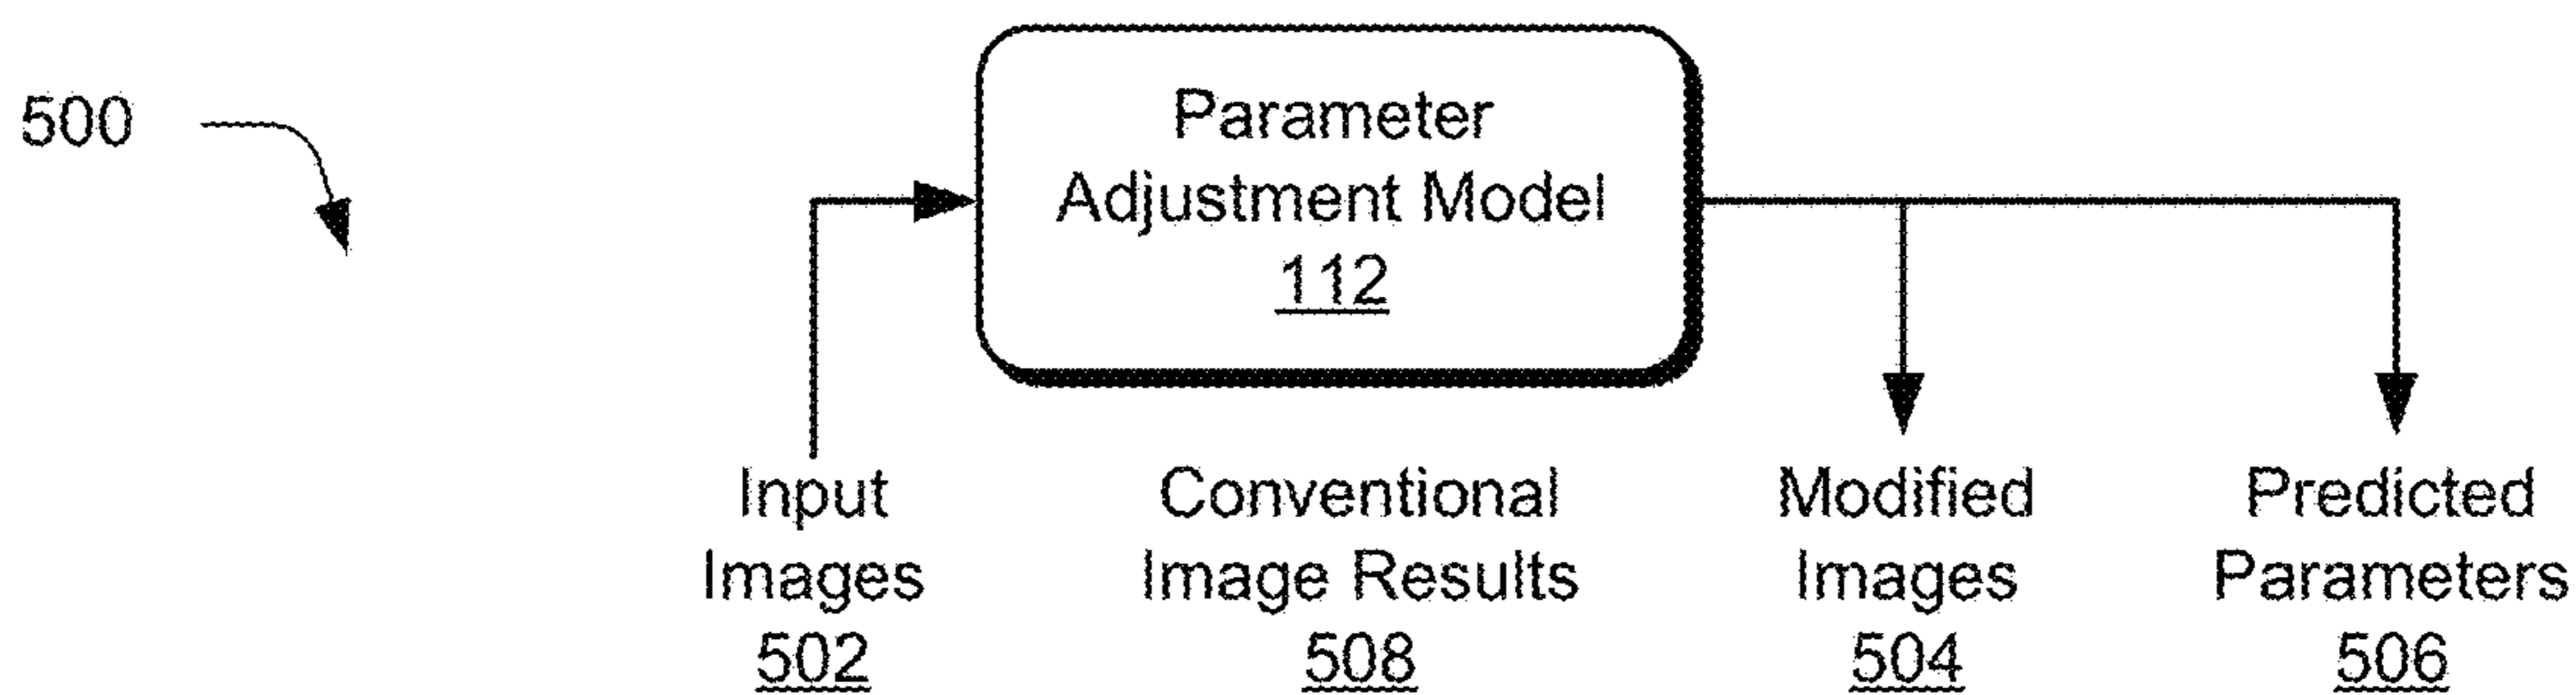 500
Parameter
Adjustment Model
112
Input
Images
502
Conventional
Image Results
508
Modified
Images
504
Predicted
Parameters
506